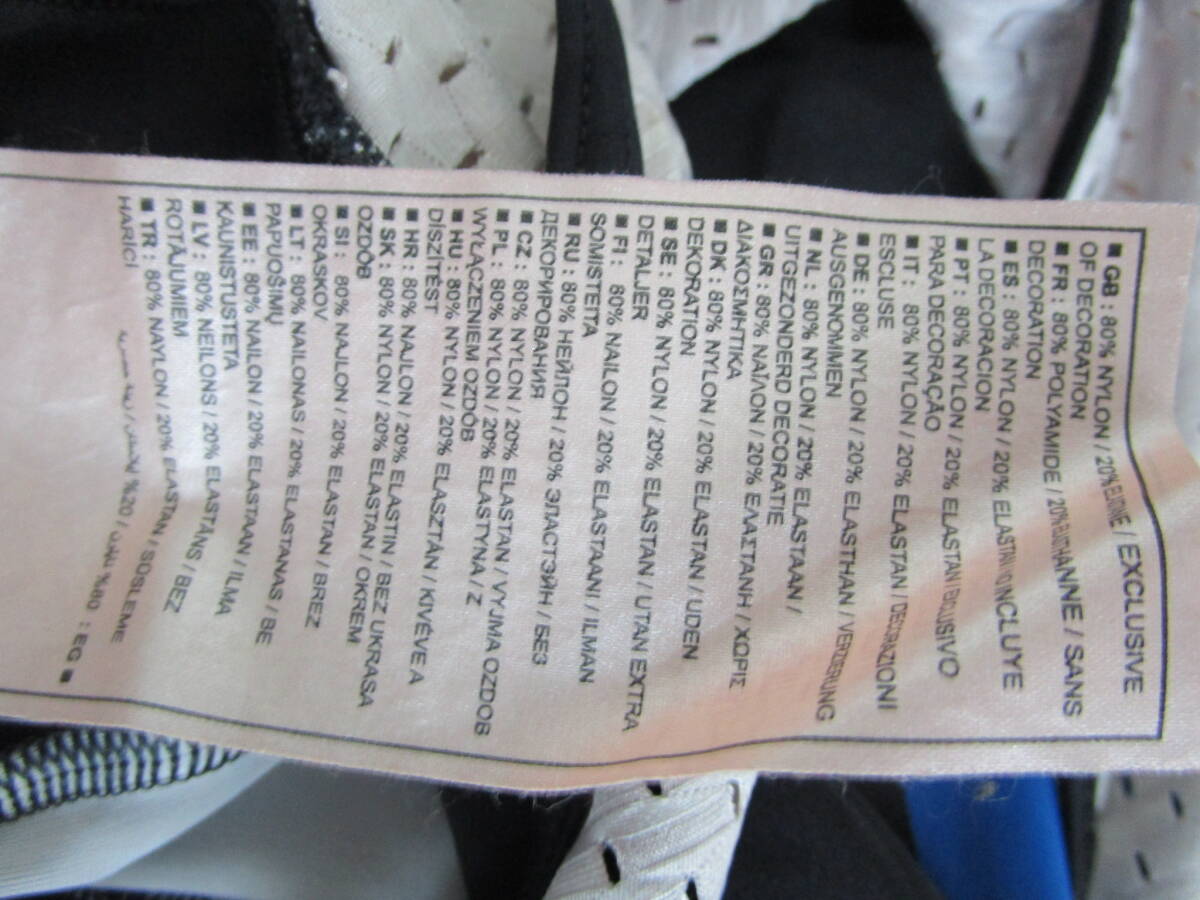 ■ GB : 80% NYLON / 20% / EXCLUSIVE
OF DECORATION
■ FR : 80% POLYAMIDE / 20% / SANS
DECORATION
■ ES : 80% NYLON / 20% ELASTAN NO INCLUYE
LA DECORACION
■ PT : 80% NYLON / 20% ELASTAN EXCLUSIVO
PARA DECORAÇÃO
■ IT : 80% NYLON / 20% ELASTAN / DECORAZIONI
ESCLUSE
■ DE : 80% NYLON / 20% ELASTHAN / VERZIERUNG
AUSGENOMMEN
■ NL : 80% NYLON / 20% ELASTAAN /
UITGEZONDERD DECORATIE
■ GR : 80% ΝΑΪΛΟΝ / 20% ΕΛΑΣΤΑΝΗ / ΧΩΡΙΣ
ΔΙΑΚΟΣΜΗΤΙΚΑ
■ DK : 80% NYLON / 20% ELASTAN / UDEN
DEKORATION
■ SE : 80% NYLON / 20% ELASTAN / UTAN EXTRA
DETALJER
■ FI : 80% NAILON / 20% ELASTAANI / ILMAN
SOMISTEITA
■ RU : 80% НЕЙЛОН / 20% ЭЛАСТЭЙН / БЕЗ
ДЕКОРИРОВАНИЯ
■ CZ : 80% NYLON / 20% ELASTAN / VYJMA OZDOB
■ PL : 80% NYLON / 20% ELASTYNA / Z
WYŁĄCZENIEM OZDÓB
■ HU : 80% NYLON / 20% ELASZTÁN / KIVÉVE A
DÍSZÍTÉST
■ HR : 80% NAJLON / 20% ELASTIN / BEZ UKRASA
■ SK : 80% NYLON / 20% ELASTAN / OKREM
OZDÔB
■ SI : 80% NAJLON / 20% ELASTAN / BREZ
OKRASKOV
■ LT : 80% NAILONAS / 20% ELASTANAS / BE
PAPUOŠIMŲ
■ EE : 80% NAILON / 20% ELASTAAN / ILMA
KAUNISTUSTETA
■ LV : 80% NEILONS / 20% ELASTĀNS / BEZ
ROTĀJUMIEM
■ TR : 80% NAYLON / 20% ELASTAN / SÜSLEME
HARİCİ
■ EG : 80% / 20%